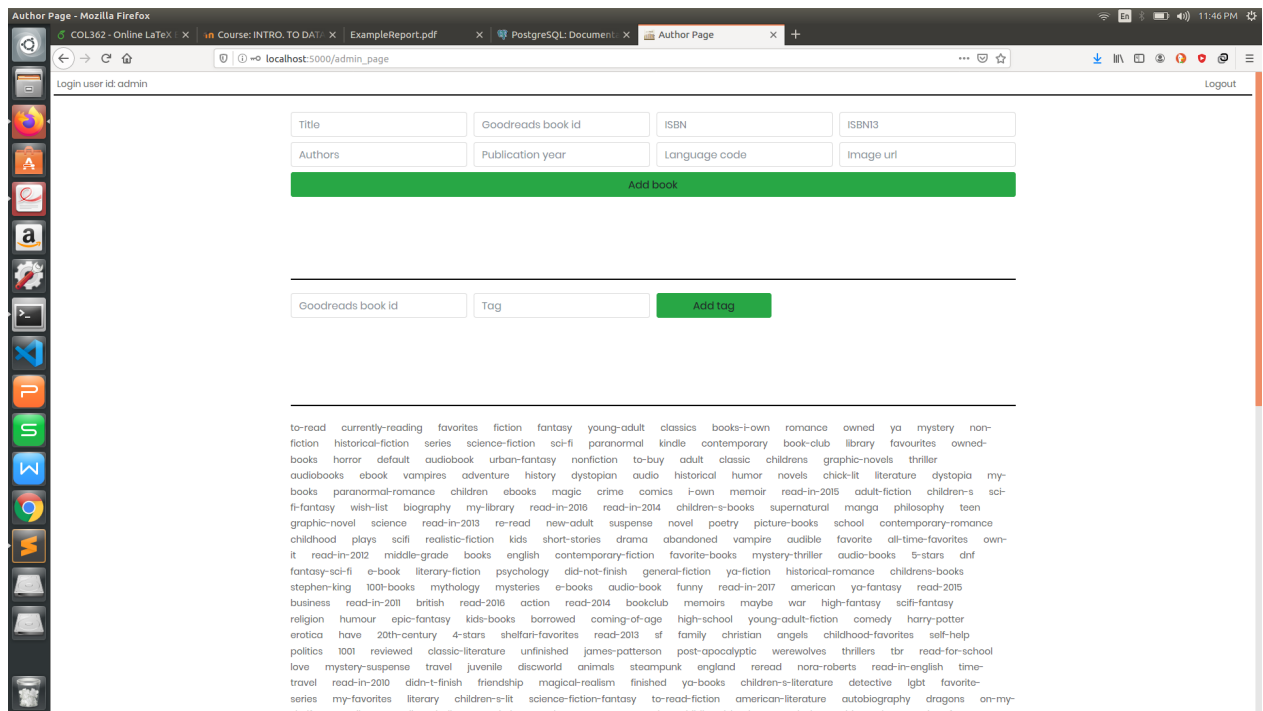 Author Page - Mozilla Firefox En 11:46 PM
COL362 - Online LaTeX E Course: INTRO. TO DATA ExampleReport.pdf PostgreSQL: Documenta Author Page
localhost:5000/admin_page
Login user id: admin Logout
Title Goodreads book id ISBN ISBN13
Authors Publication year Language code Image url
Add book
Goodreads book id Tag Add tag
to-read currently-reading favorites fiction fantasy young-adult classics books-i-own romance owned ya mystery non-
fiction historical-fiction series science-fiction sci-fi paranormal kindle contemporary book-club library favourites owned-
books horror default audiobook urban-fantasy nonfiction to-buy adult classic childrens graphic-novels thriller
audiobooks ebook vampires adventure history dystopian audio historical humor novels chick-lit literature dystopia my-
books paranormal-romance children ebooks magic crime comics i-own memoir read-in-2015 adult-fiction children-s sci-
fi-fantasy wish-list biography my-library read-in-2016 read-in-2014 children-s-books supernatural manga philosophy teen
graphic-novel science read-in-2013 re-read new-adult suspense novel poetry picture-books school contemporary-romance
childhood plays scifi realistic-fiction kids short-stories drama abandoned vampire audible favorite all-time-favorites own-
it read-in-2012 middle-grade books english contemporary-fiction favorite-books mystery-thriller audio-books 5-stars dnf
fantasy-sci-fi e-book literary-fiction psychology did-not-finish general-fiction ya-fiction historical-romance childrens-books
stephen-king 1001-books mythology mysteries e-books audio-book funny read-in-2017 american ya-fantasy read-2015
business read-in-2011 british read-2016 action read-2014 bookclub memoirs maybe war high-fantasy scifi-fantasy
religion humour epic-fantasy kids-books borrowed coming-of-age high-school young-adult-fiction comedy harry-potter
erotica have 20th-century 4-stars shelfari-favorites read-2013 sf family christian angels childhood-favorites self-help
politics 1001 reviewed classic-literature unfinished james-patterson post-apocalyptic werewolves thrillers tbr read-for-school
love mystery-suspense travel juvenile discworld animals steampunk england reread nora-roberts read-in-english time-
travel read-in-2010 didn-t-finish friendship magical-realism finished ya-books children-s-literature detective lgbt favorite-
series my-favorites literary children-s-lit science-fiction-fantasy to-read-fiction american-literature autobiography dragons on-my-